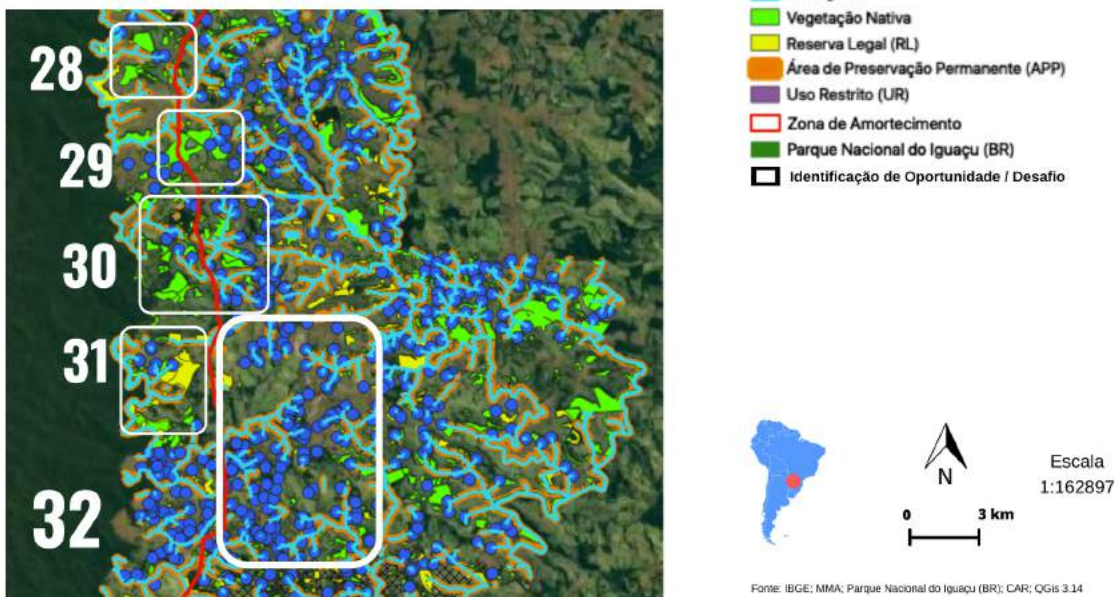 28
29
30
31
32
Vegetação Nativa
Reserva Legal (RL)
Área de Preservação Permanente (APP)
Uso Restrito (UR)
Zona de Amortecimento
Parque Nacional do Iguaçu (BR)
Identificação de Oportunidade / Desafio
N
Escala
1:162897
0 3 km
Fonte: IBGE; MMA; Parque Nacional do Iguaçu (BR); CAR; QGis 3.14